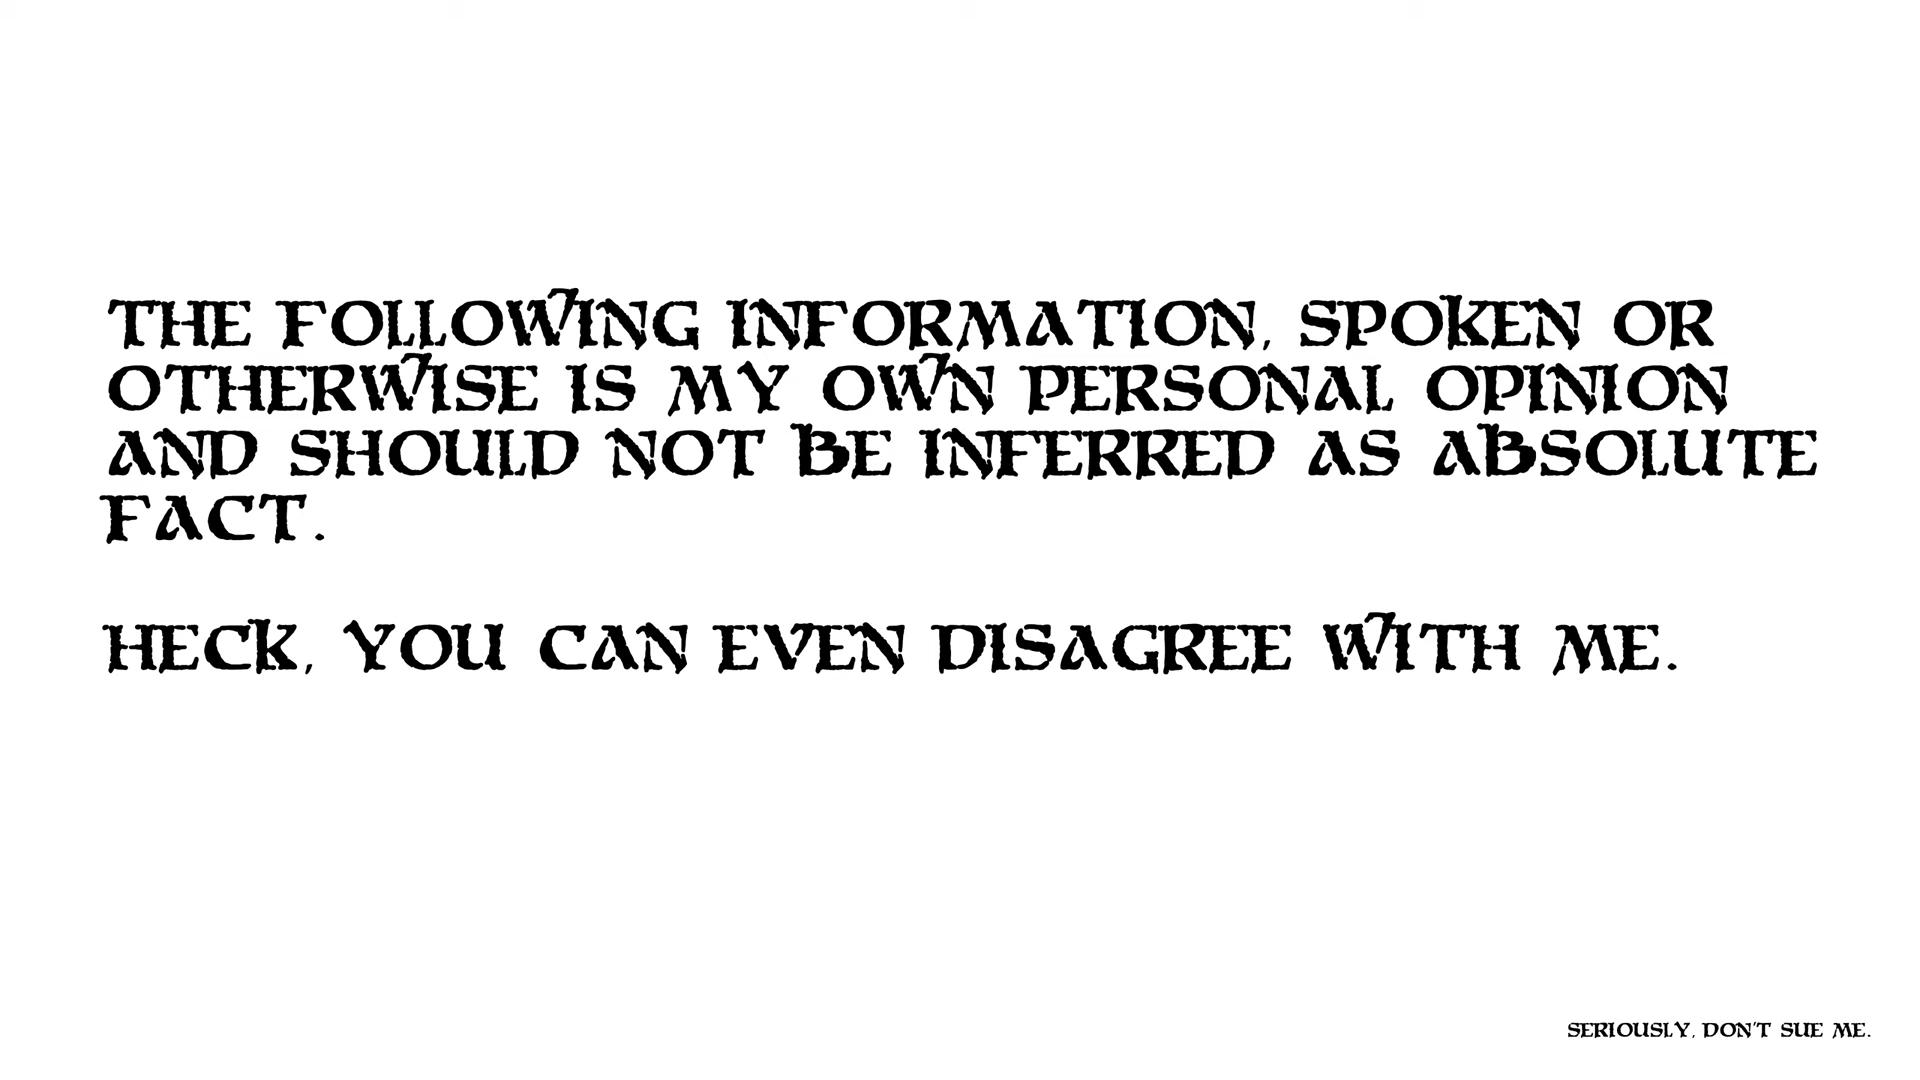 THE FOLLOWING INFORMATION, SPOKEN OR
OTHERWISE IS MY OWN PERSONAL OPINION
AND SHOULD NOT BE INFERRED AS ABSOLUTE
FACT.
HECK, YOU CAN EVEN DISAGREE WITH ME.
SERIOUSLY, DON'T SUE ME.